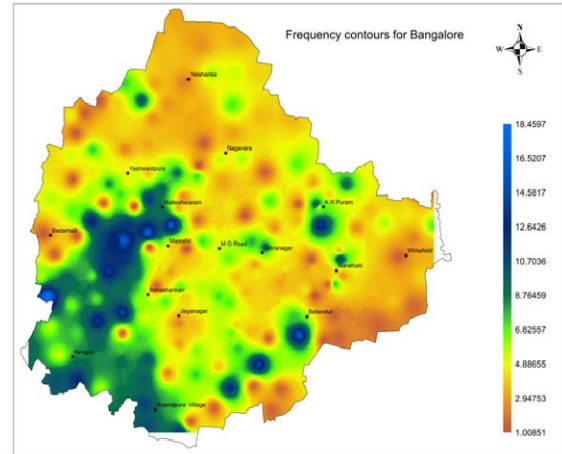 Frequency contours for Bangalore
N
W E
S
Yelahanka
Nagavara
Yashwantpura
Malleshwaram
K R Puram
Bedarhalli
Majestic
M G Road
Indiranagar
Whitefield
Marathalli
Banashankari
Jayanagar
Bellandur
Kengeri
Anjanapura Village
18.4597
16.5207
14.5817
12.6426
10.7036
8.76459
6.82557
4.88655
2.94753
1.00851